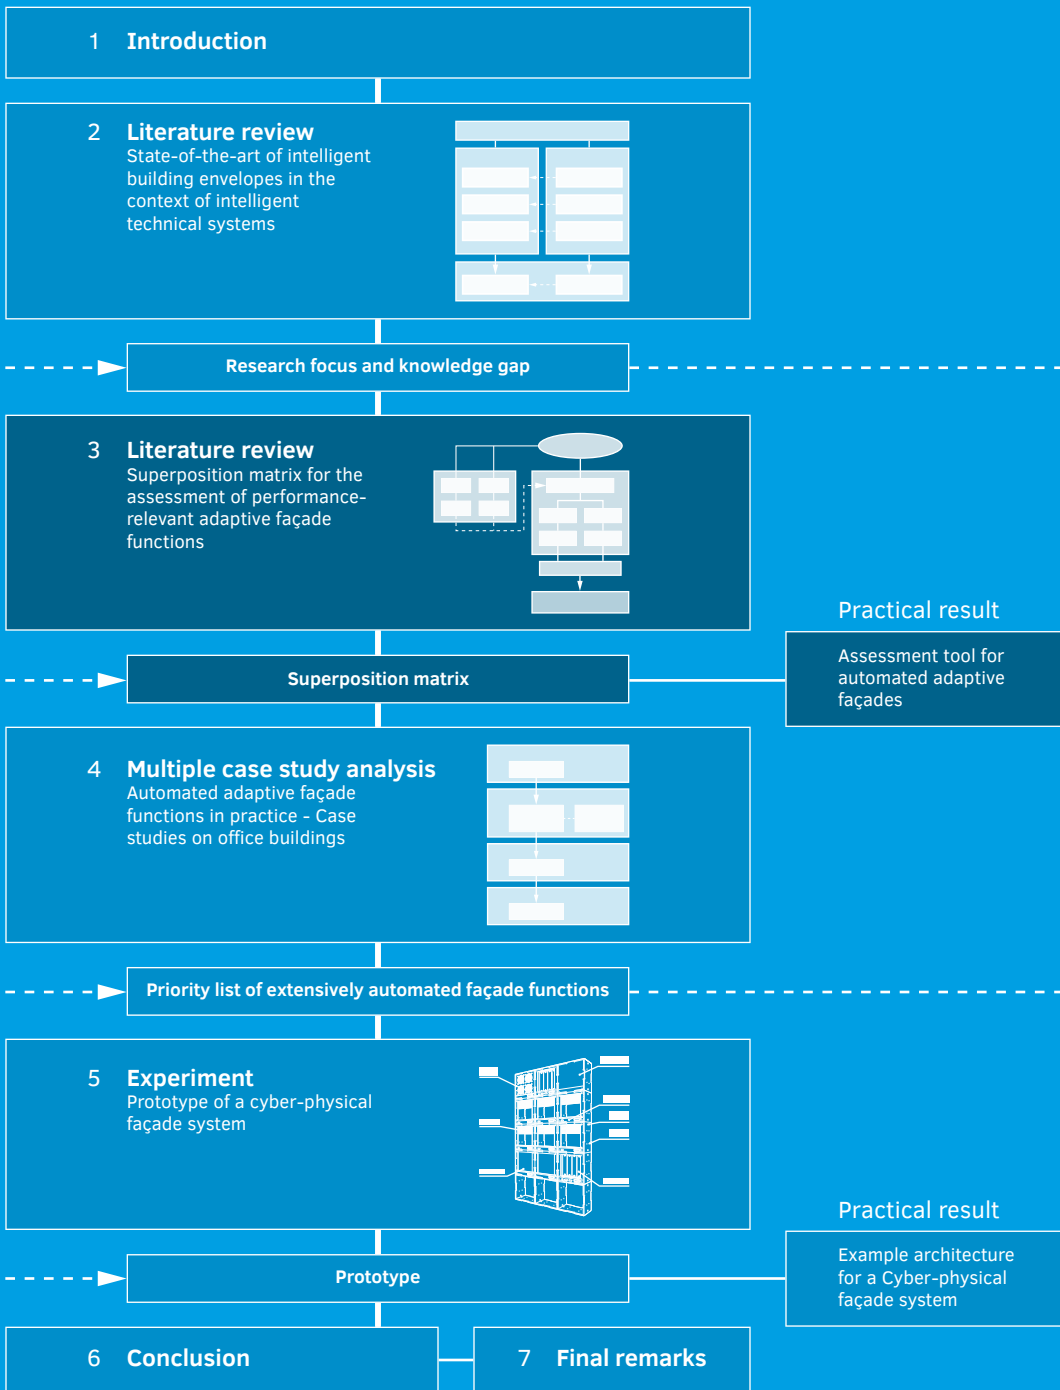 1 Introduction
2 Literature review
State-of-the-art of intelligent
building envelopes in the
context of intelligent
technical systems
Research focus and knowledge gap
3 Literature review
Superposition matrix for the
assessment of performance-
relevant adaptive façade
functions
Practical result
Assessment tool for
automated adaptive
façades
Superposition matrix
4 Multiple case study analysis
Automated adaptive façade
functions in practice - Case
studies on office buildings
Priority list of extensively automated façade functions
5 Experiment
Prototype of a cyber-physical
façade system
Practical result
Example architecture
for a Cyber-physical
façade system
Prototype
6 Conclusion
7 Final remarks